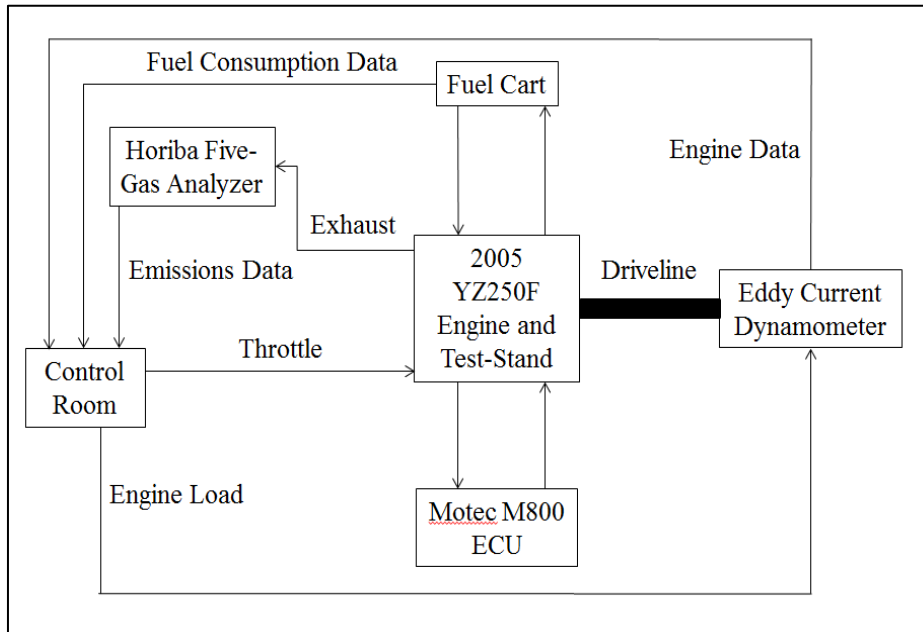 Fuel Consumption Data
Fuel Cart
Horiba Five-
Gas Analyzer
Engine Data
Exhaust
Emissions Data
2005
YZ250F
Engine and
Test-Stand
Driveline
Eddy Current
Dynamometer
Throttle
Control
Room
Engine Load
Motec M800
ECU